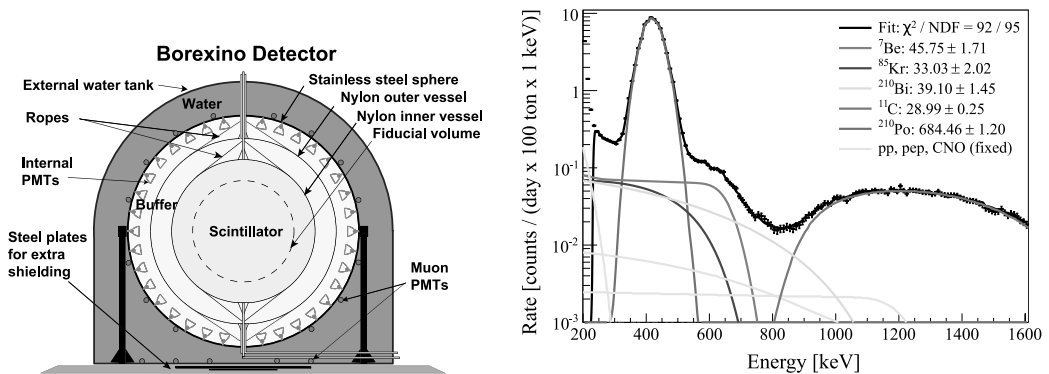 Borexino Detector
External water tank
Water
Ropes
Internal
PMTs
Buffer
Scintillator
Steel plates
for extra
shielding
Stainless steel sphere
Nylon outer vessel
Nylon inner vessel
Fiducial volume
Muon
PMTs
Rate [counts / (day x 100 ton x 1 keV)]
10
1
10⁻¹
10⁻²
10⁻³
Fit: χ² / NDF = 92 / 95
⁷Be: 45.75 ± 1.71
⁸⁵Kr: 33.03 ± 2.02
²¹⁰Bi: 39.10 ± 1.45
¹¹C: 28.99 ± 0.25
²¹⁰Po: 684.46 ± 1.20
pp, pep, CNO (fixed)
200 400 600 800 1000 1200 1400 1600
Energy [keV]